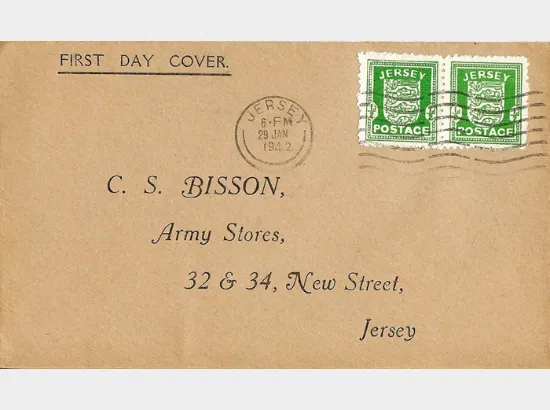 FIRST DAY COVER.
JERSEY
POSTAGE
JERSEY
POSTAGE
JERSEY
6-PM
29 JAN
1942
C. S. BISSON,
Army Stores,
32 & 34, New Street,
Jersey